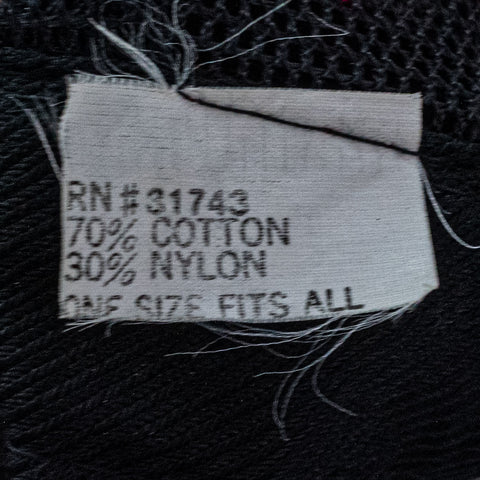 RN # 31743
70% COTTON
30% NYLON
ONE SIZE FITS ALL